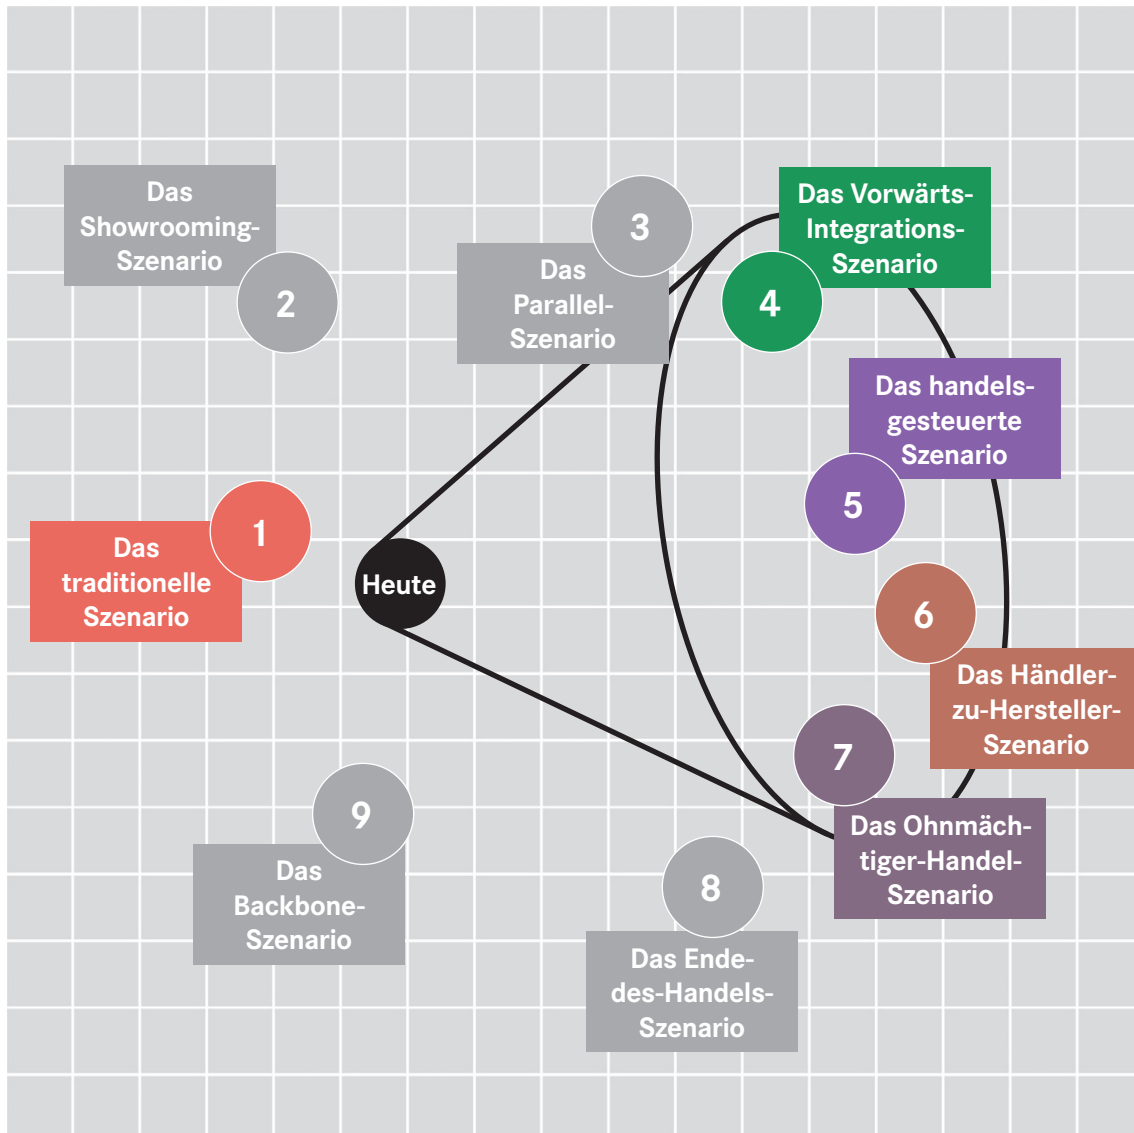 Das
Showrooming-
Szenario
2
3
Das
Parallel-
Szenario
Das Vorwärts-
Integrations-
Szenario
4
Das handels-
gesteuerte
Szenario
5
1
Das
traditionelle
Szenario
Heute
6
Das Händler-
zu-Hersteller-
Szenario
7
Das Ohnmäch-
tiger-Handel-
Szenario
9
Das
Backbone-
Szenario
8
Das Ende-
des-Handels-
Szenario